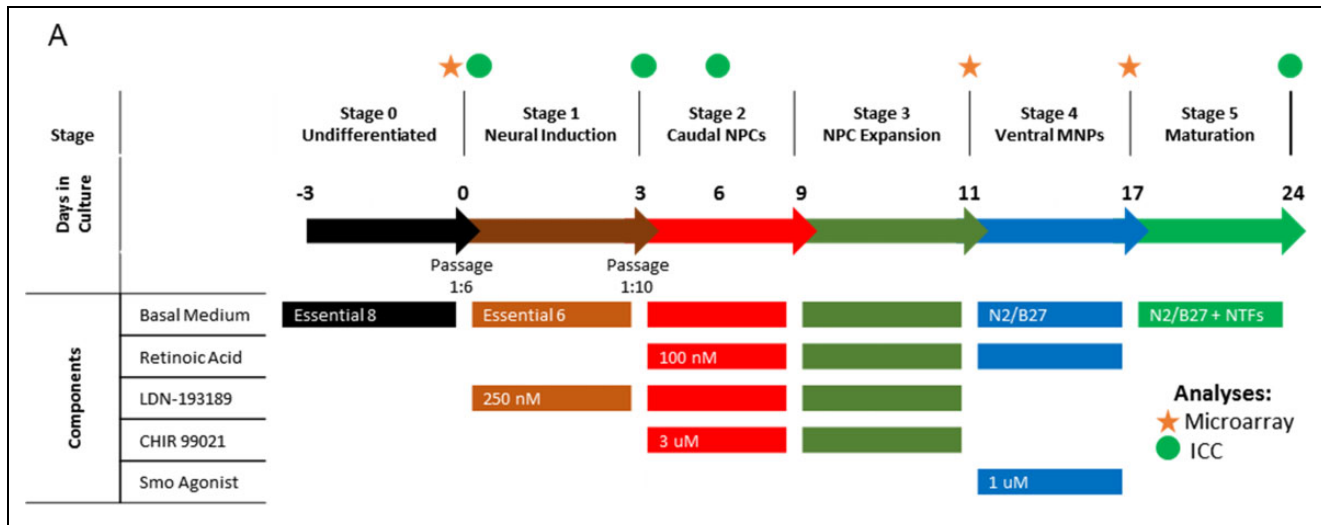 A
Stage
Stage 0
Undifferentiated
Stage 1
Neural Induction
Stage 2
Caudal NPCs
Stage 3
NPC Expansion
Stage 4
Ventral MNPs
Stage 5
Maturation
Days in
Culture
-3
0
3
6
9
11
17
24
Passage
1:6
Passage
1:10
Components
Basal Medium
Essential 8
Essential 6
N2/B27
N2/B27 + NTFs
Retinoic Acid
100 nM
LDN-193189
250 nM
CHIR 99021
3 uM
Smo Agonist
1 uM
Analyses:
Microarray
ICC